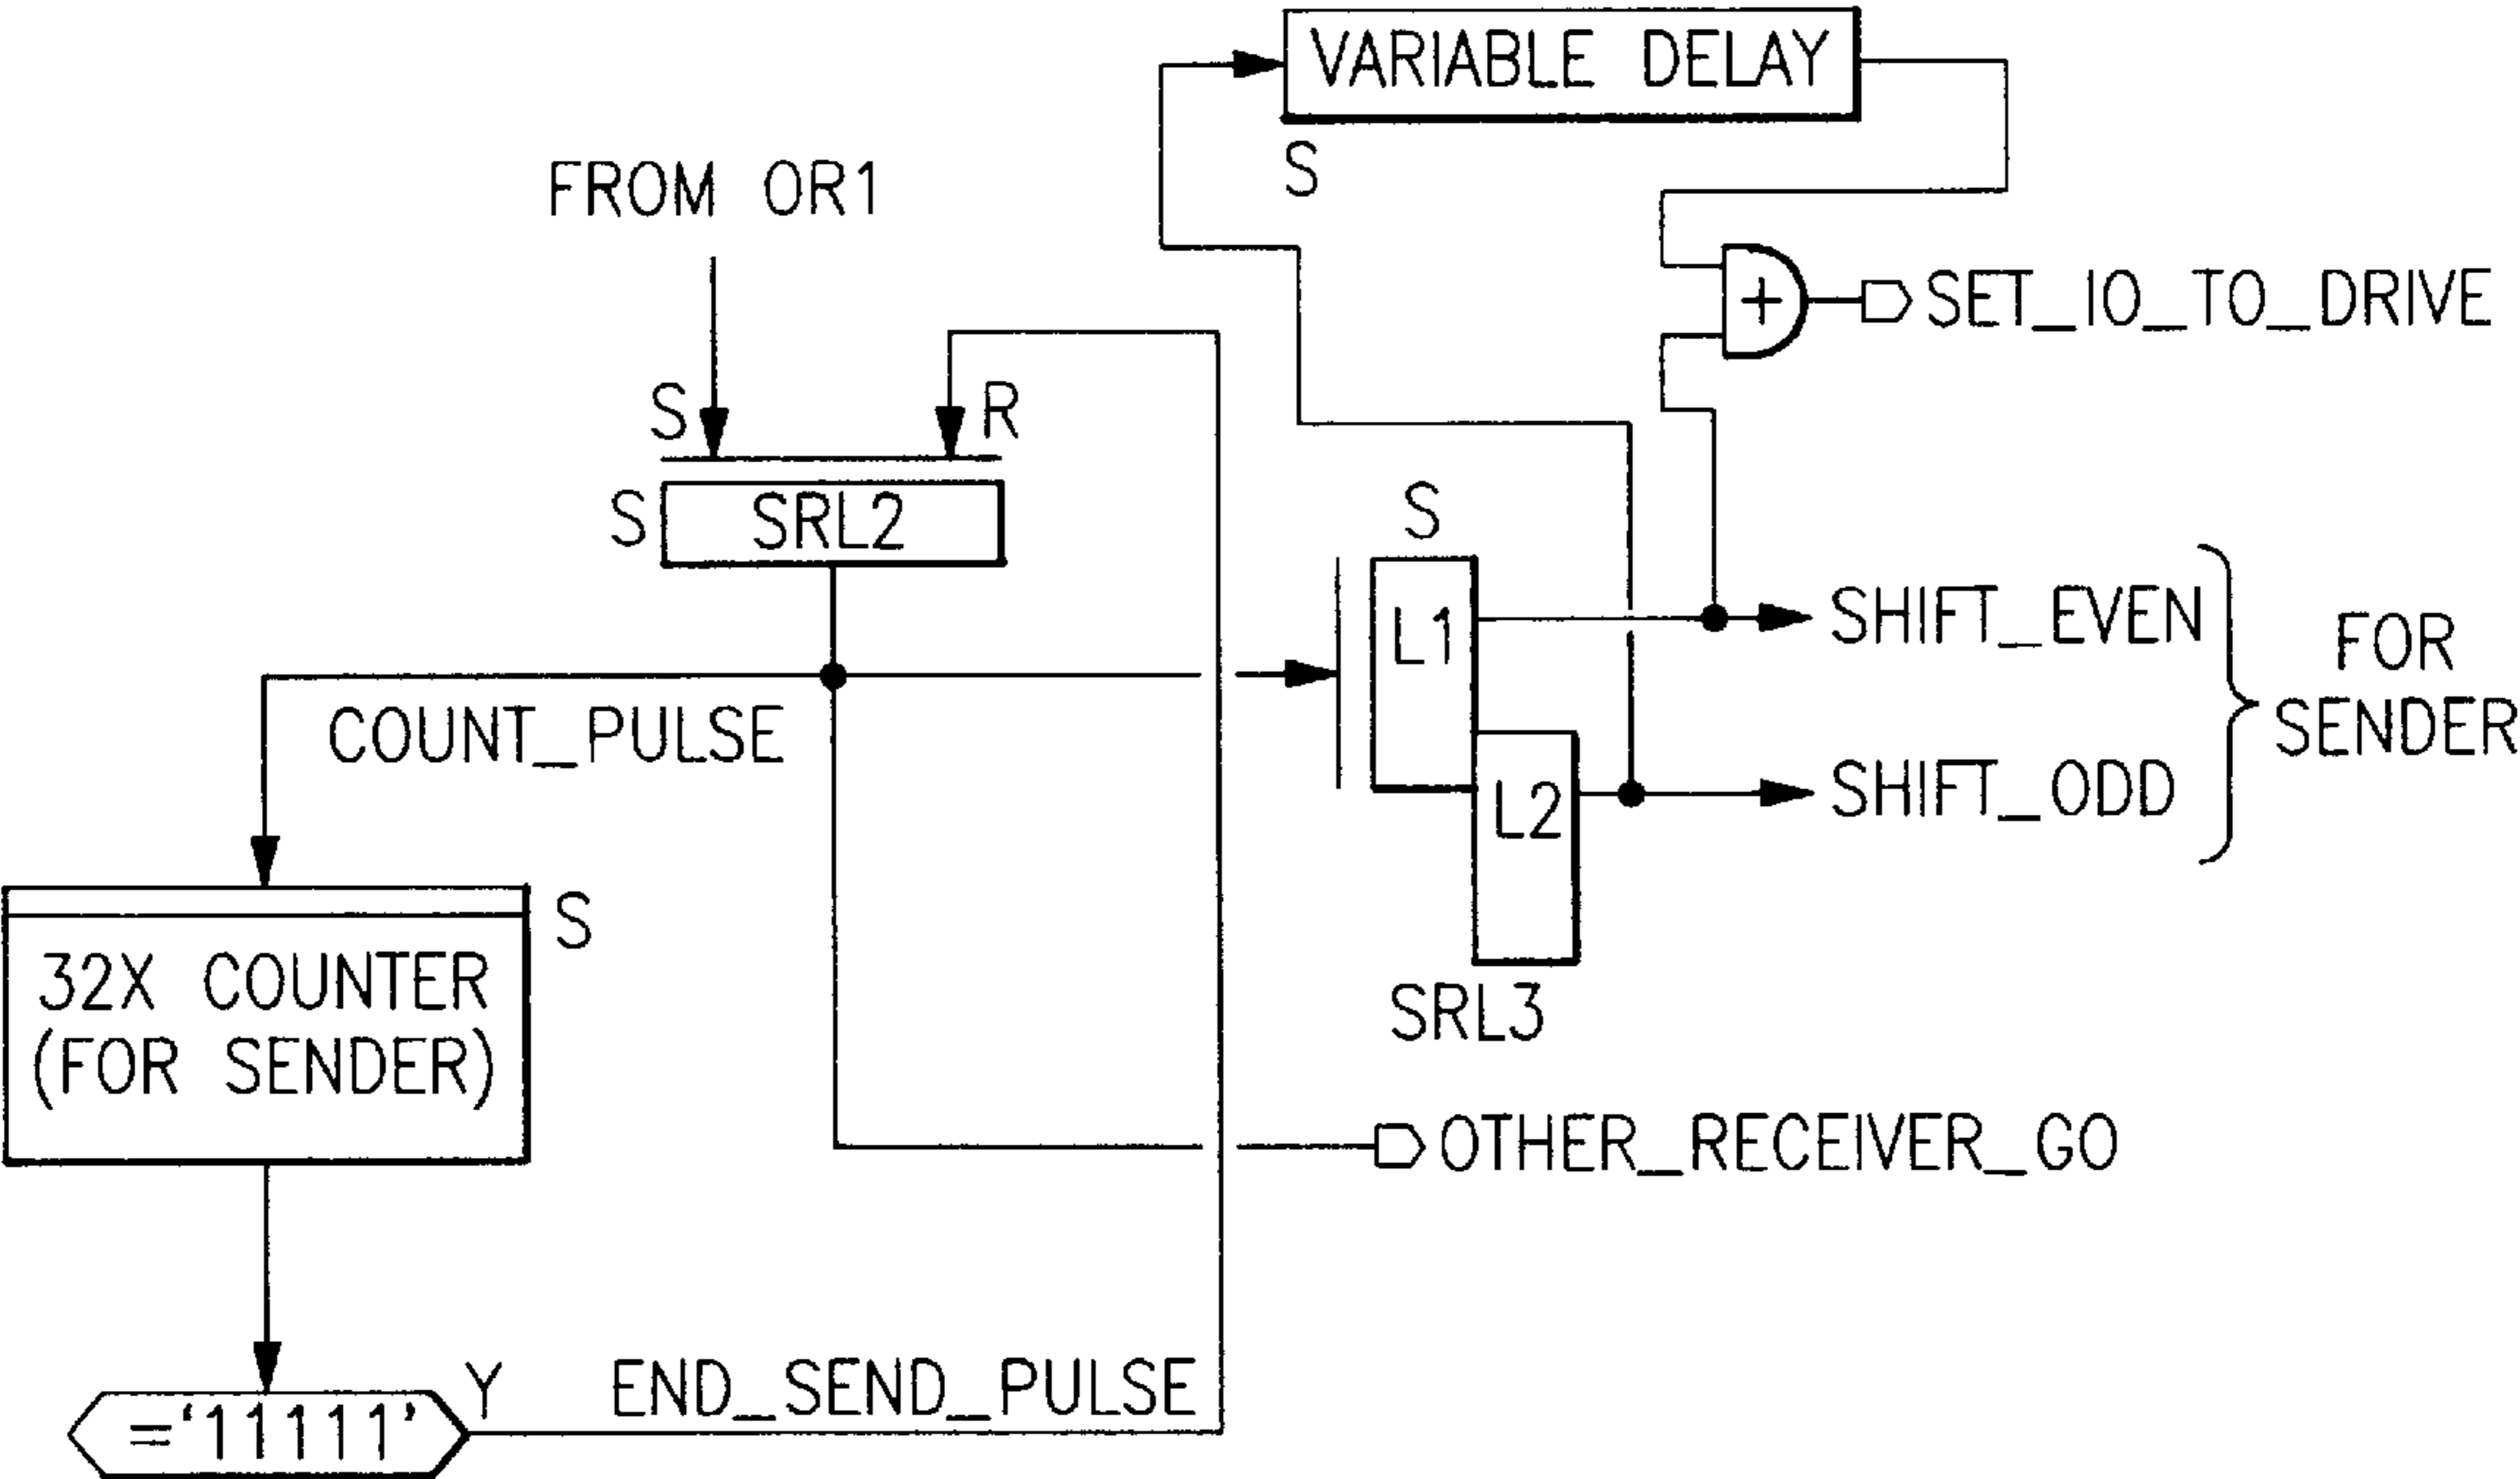 VARIABLE DELAY
S
FROM OR1
SET_IO_TO_DRIVE
S
R
S
SRL2
S
L1
SHIFT_EVEN
FOR
SENDER
COUNT_PULSE
L2
SHIFT_ODD
S
32X COUNTER
(FOR SENDER)
SRL3
OTHER_RECEIVER_GO
Y
END_SEND_PULSE
='11111'
+